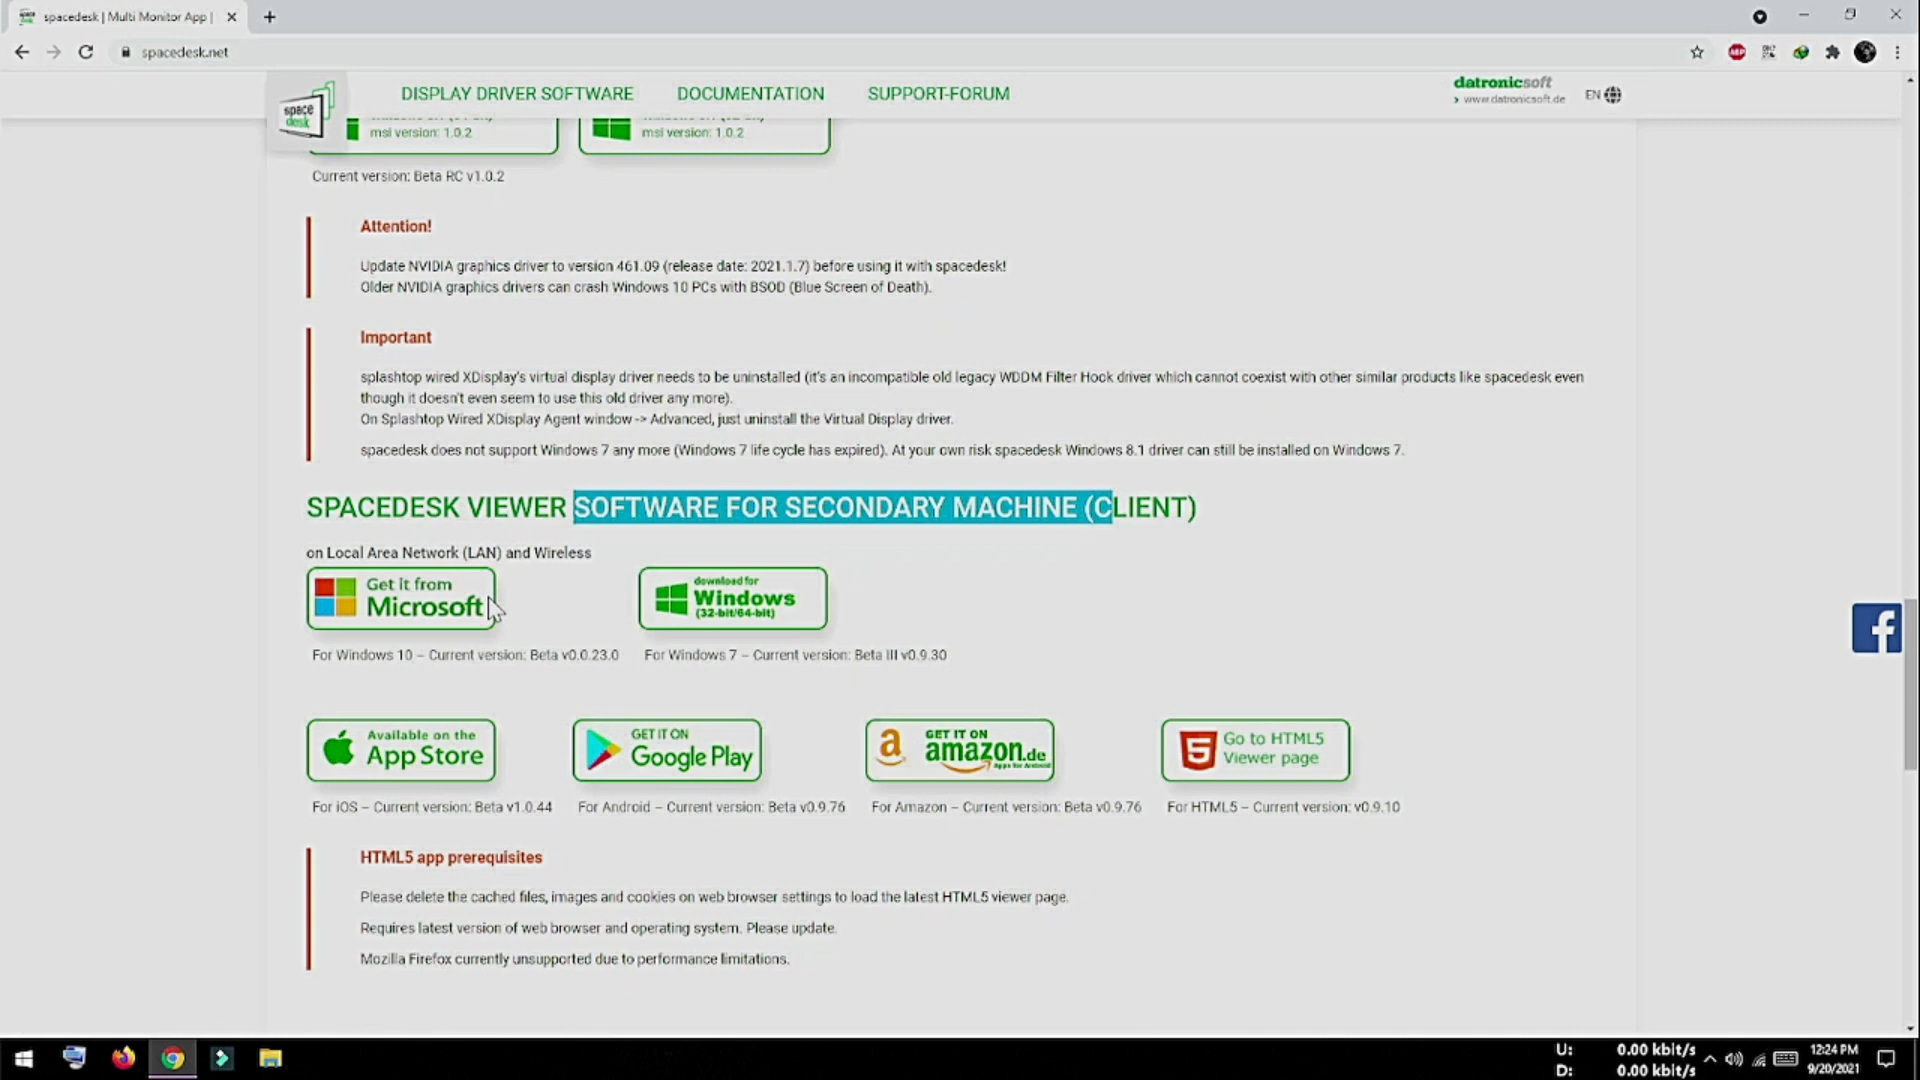 spacedesk | Multi Monitor App |
spacedesk.net
space
desk
DISPLAY DRIVER SOFTWARE
DOCUMENTATION
SUPPORT-FORUM
datronicsoft
> www.datronicsoft.de
EN
msi version: 1.0.2
msi version: 1.0.2
Current version: Beta RC v1.0.2
Attention!
Update NVIDIA graphics driver to version 461.09 (release date: 2021.1.7) before using it with spacedesk!
Older NVIDIA graphics drivers can crash Windows 10 PCs with BSOD (Blue Screen of Death).
Important
splashtop wired XDisplay's virtual display driver needs to be uninstalled (it's an incompatible old legacy WDDM Filter Hook driver which cannot coexist with other similar products like spacedesk even
though it doesn't even seem to use this old driver any more).
On Splashtop Wired XDisplay Agent window -> Advanced, just uninstall the Virtual Display driver.
spacedesk does not support Windows 7 any more (Windows 7 life cycle has expired). At your own risk spacedesk Windows 8.1 driver can still be installed on Windows 7.
SPACEDESK VIEWER SOFTWARE FOR SECONDARY MACHINE (CLIENT)
on Local Area Network (LAN) and Wireless
Get it from
Microsoft
download for
Windows
(32-bit/64-bit)
For Windows 10 – Current version: Beta v0.0.23.0
For Windows 7 – Current version: Beta III v0.9.30
Available on the
App Store
GET IT ON
Google Play
GET IT ON
amazon.de
Apps for Android
Go to HTML5
Viewer page
For iOS – Current version: Beta v1.0.44
For Android – Current version: Beta v0.9.76
For Amazon – Current version: Beta v0.9.76
For HTML5 – Current version: v0.9.10
HTML5 app prerequisites
Please delete the cached files, images and cookies on web browser settings to load the latest HTML5 viewer page.
Requires latest version of web browser and operating system. Please update.
Mozilla Firefox currently unsupported due to performance limitations.
U: 0.00 kbit/s
D: 0.00 kbit/s
12:24 PM
9/20/2021